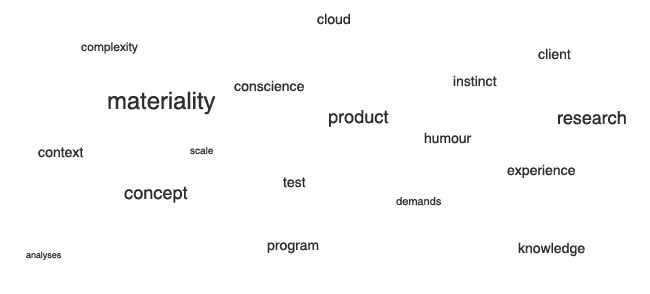 cloud
complexity
client
instinct
conscience
materiality
product
research
humour
context
scale
experience
test
concept
demands
program
knowledge
analyses